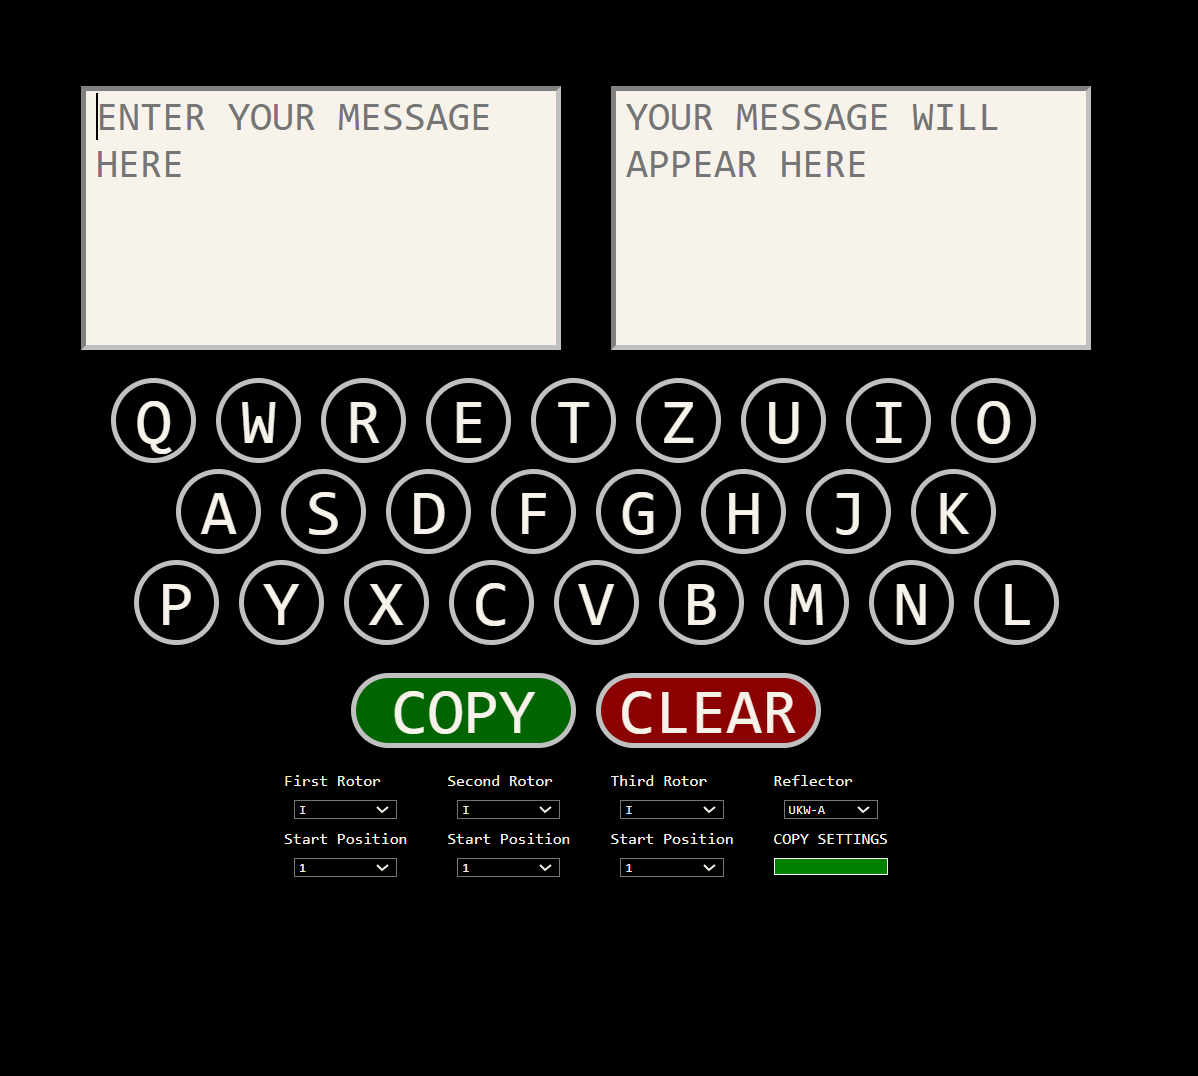 ENTER YOUR MESSAGE
HERE
YOUR MESSAGE WILL
APPEAR HERE
Q W R E T Z U I O
A S D F G H J K
P Y X C V B M N L
COPY CLEAR
First Rotor Second Rotor Third Rotor Reflector
I I I UKW-A
Start Position Start Position Start Position COPY SETTINGS
1 1 1